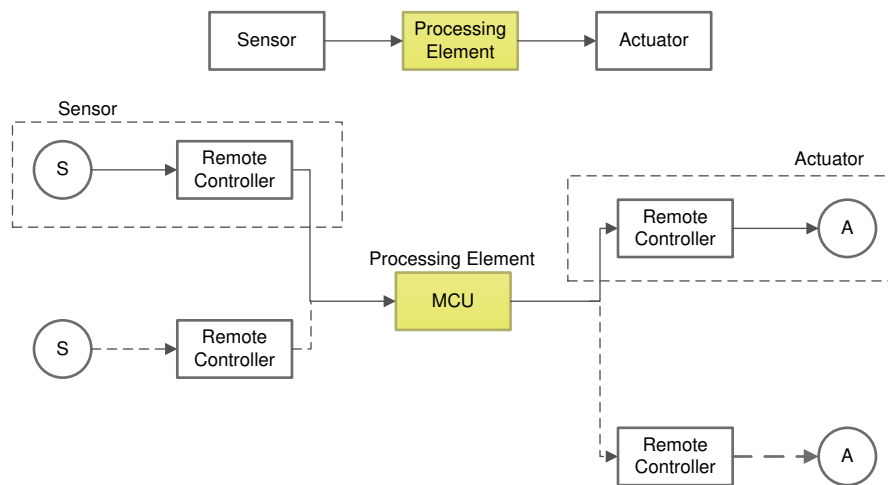 Sensor
Processing
Element
Actuator
Sensor
S
Remote
Controller
Actuator
Remote
Controller
A
Processing Element
MCU
S
Remote
Controller
Remote
Controller
A